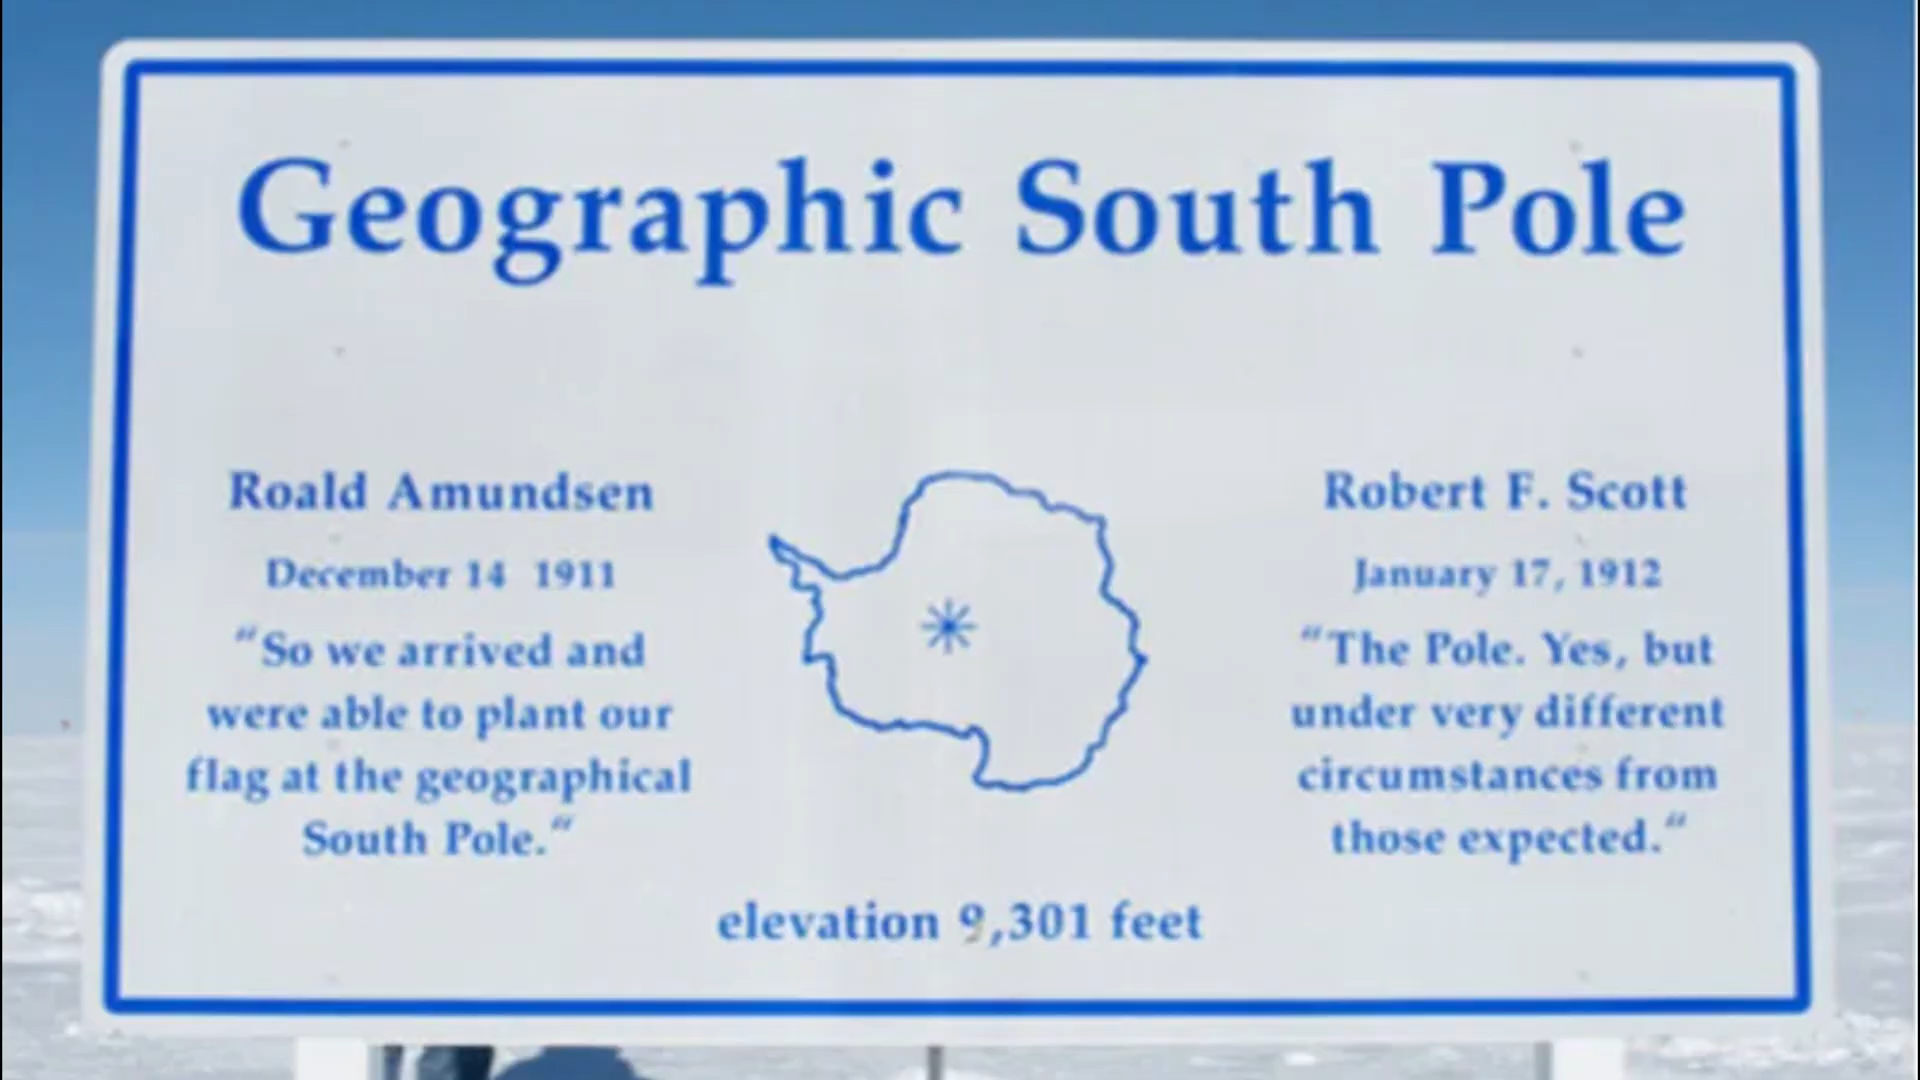 Geographic South Pole
Roald Amundsen
December 14 1911
“So we arrived and
were able to plant our
flag at the geographical
South Pole.“
Robert F. Scott
January 17, 1912
“The Pole. Yes, but
under very different
circumstances from
those expected.“
elevation 9,301 feet